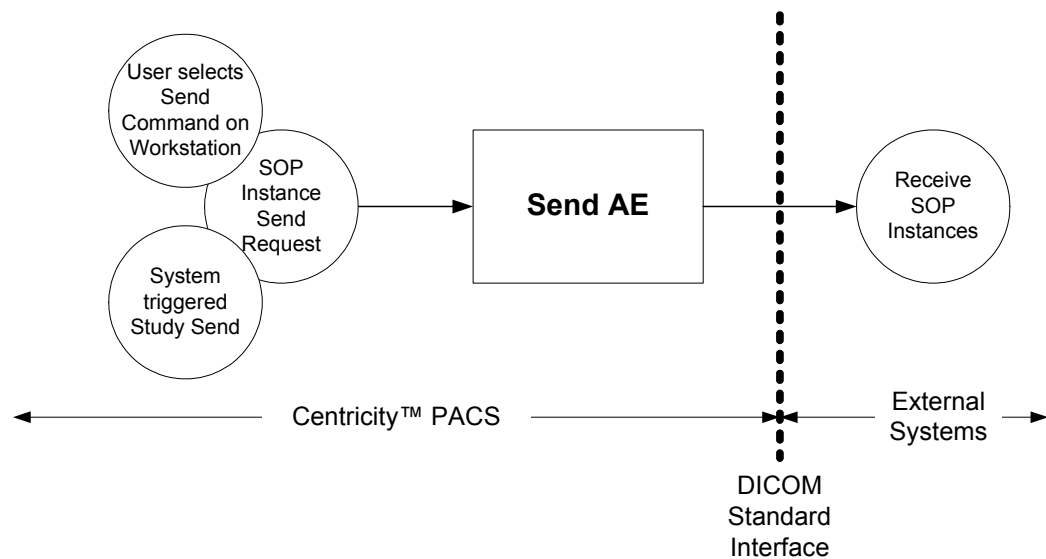 User selects
Send
Command on
Workstation
SOP
Instance
Send
Request
System
triggered
Study Send
Send AE
Receive
SOP
Instances
Centricity™ PACS
External
Systems
DICOM
Standard
Interface